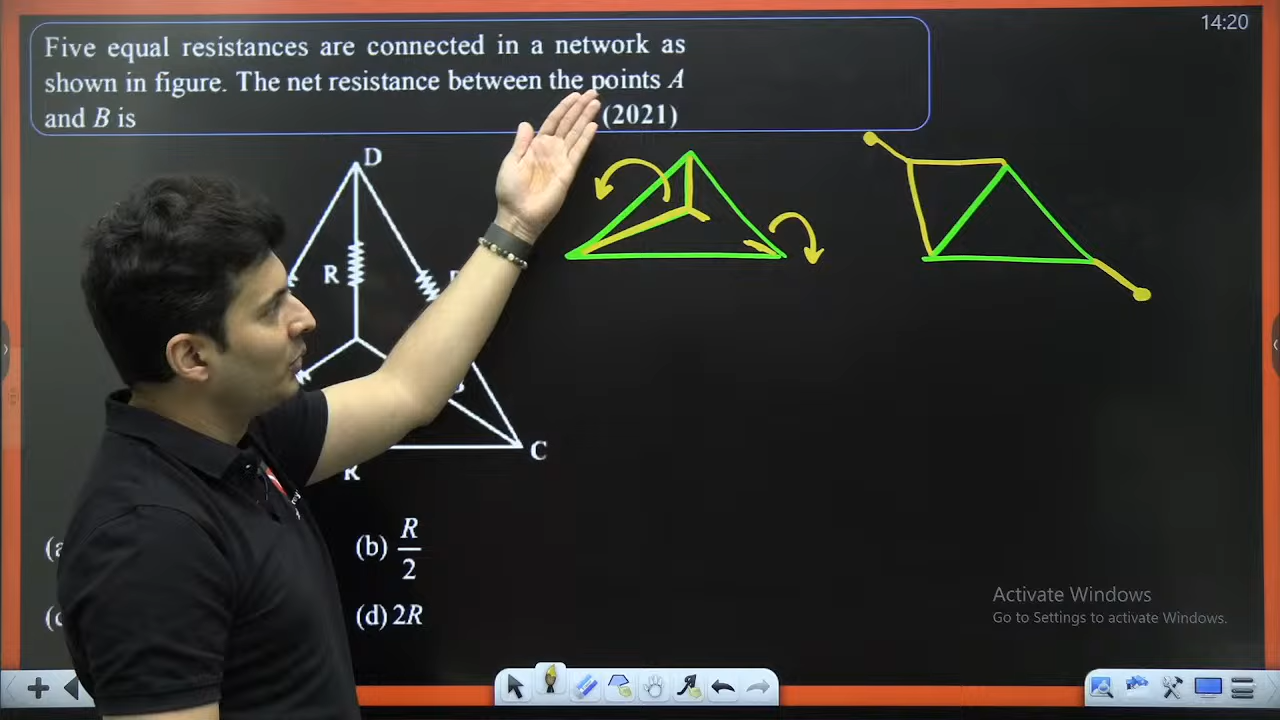 14:20
Five equal resistances are connected in a network as
shown in figure. The net resistance between the points A
and B is (2021)
D
R
C
R
(b) R/2
(d) 2R
Activate Windows
Go to Settings to activate Windows.